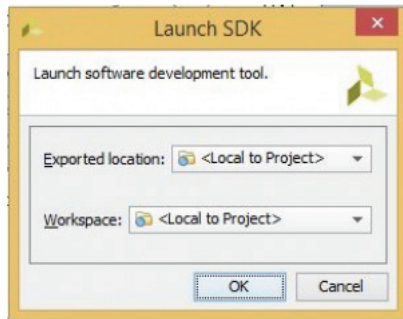 Launch SDK
Launch software development tool.
Exported location: <Local to Project>
Workspace: <Local to Project>
OK Cancel